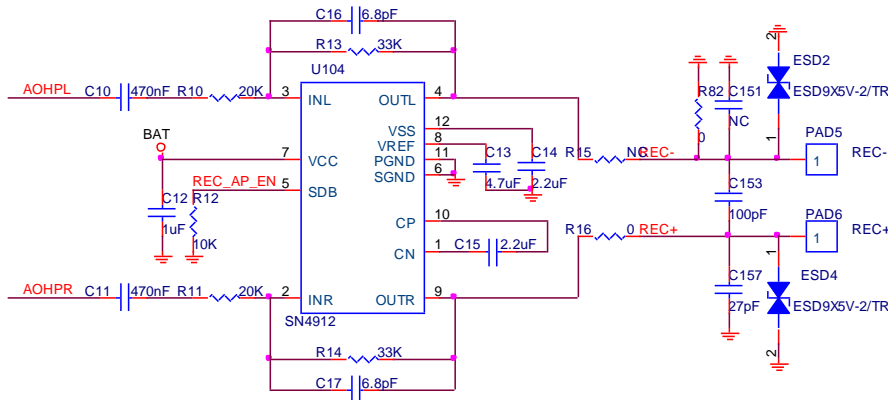 C16 6.8pF
R13 33K
U104
AOHPL C10 470nF R10 20K 3 INL OUTL 4
R82 C151
NC
0
2
ESD2
ESD9X5V-2/TR
1
PAD5
BAT
VSS 12
VREF 8
PGND 11
SGND 6
7 VCC
C13
4.7uF
C14
2.2uF
R15 NC REC-
1 REC-
REC_AP_EN 5 SDB
C12
1uF
R12
10K
C153
100pF
CP 10
CN 1
C15 2.2uF
R16 0 REC+
PAD6
1 REC+
AOHPR C11 470nF R11 20K 2 INR OUTR 9
SN4912
C157
27pF
1
ESD4
ESD9X5V-2/TR
2
R14 33K
C17 6.8pF